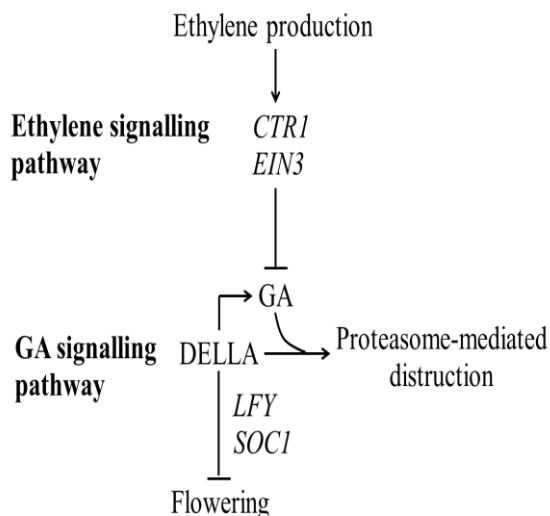 Ethylene production
Ethylene signalling
pathway
CTR1
EIN3
GA
GA signalling
pathway
DELLA
Proteasome-mediated
distruction
LFY
SOC1
Flowering